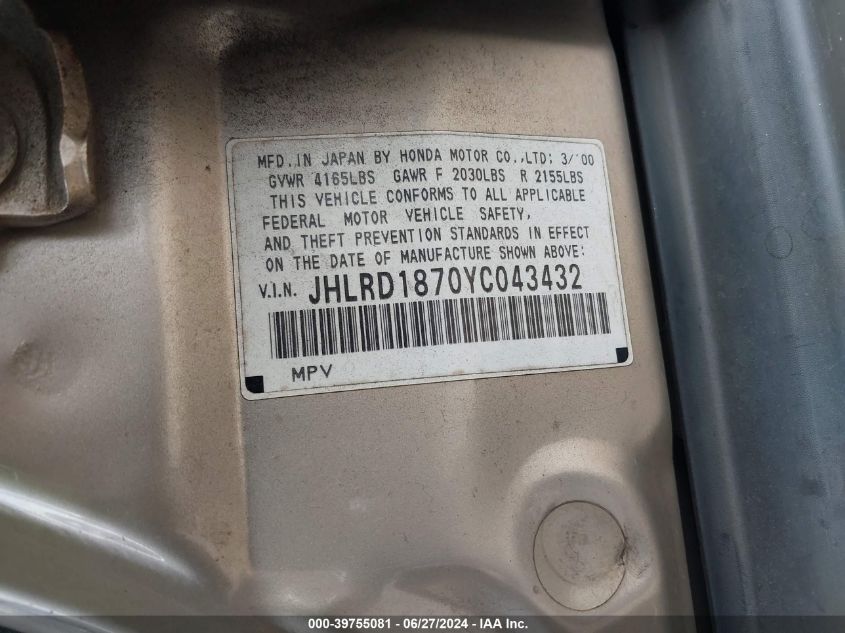 MFD. IN JAPAN BY HONDA MOTOR CO.,LTD: 3/'00
GVWR 4165LBS GAWR F 2030LBS R 2155LBS
THIS VEHICLE CONFORMS TO ALL APPLICABLE
FEDERAL MOTOR VEHICLE SAFETY,
AND THEFT PREVENTION STANDARDS IN EFFECT
ON THE DATE OF MANUFACTURE SHOWN ABOVE:
V.I.N. JHLRD1870YC043432
MPV
000-39755081 - 06/27/2024 - IAAI.COM